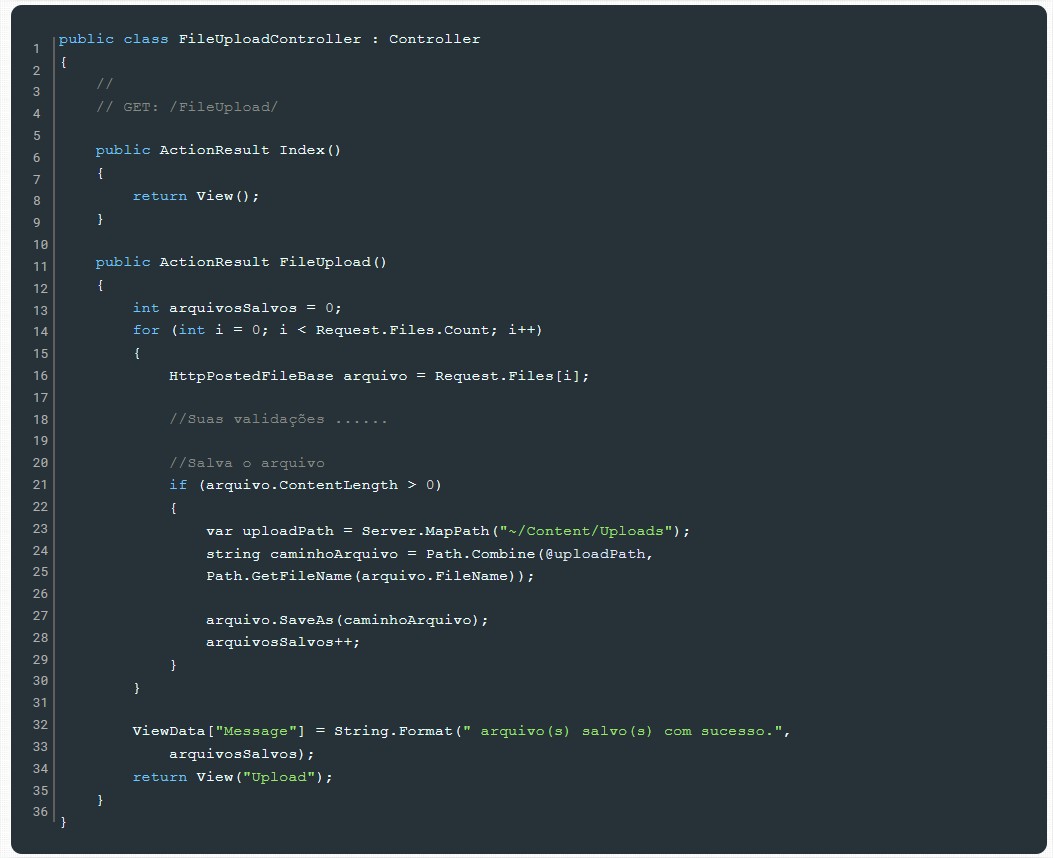 1 public class FileUploadController : Controller
2 {
3     //
4     // GET: /FileUpload/
5
6     public ActionResult Index()
7     {
8         return View();
9     }
10
11     public ActionResult FileUpload()
12     {
13         int arquivosSalvos = 0;
14         for (int i = 0; i < Request.Files.Count; i++)
15         {
16             HttpPostedFileBase arquivo = Request.Files[i];
17
18             //Suas validações ......
19
20             //Salva o arquivo
21             if (arquivo.ContentLength > 0)
22             {
23                 var uploadPath = Server.MapPath("~/Content/Uploads");
24                 string caminhoArquivo = Path.Combine(@uploadPath,
25                 Path.GetFileName(arquivo.FileName));
26
27                 arquivo.SaveAs(caminhoArquivo);
28                 arquivosSalvos++;
29             }
30         }
31
32         ViewData["Message"] = String.Format(" arquivo(s) salvo(s) com sucesso.",
33             arquivosSalvos);
34         return View("Upload");
35     }
36 }